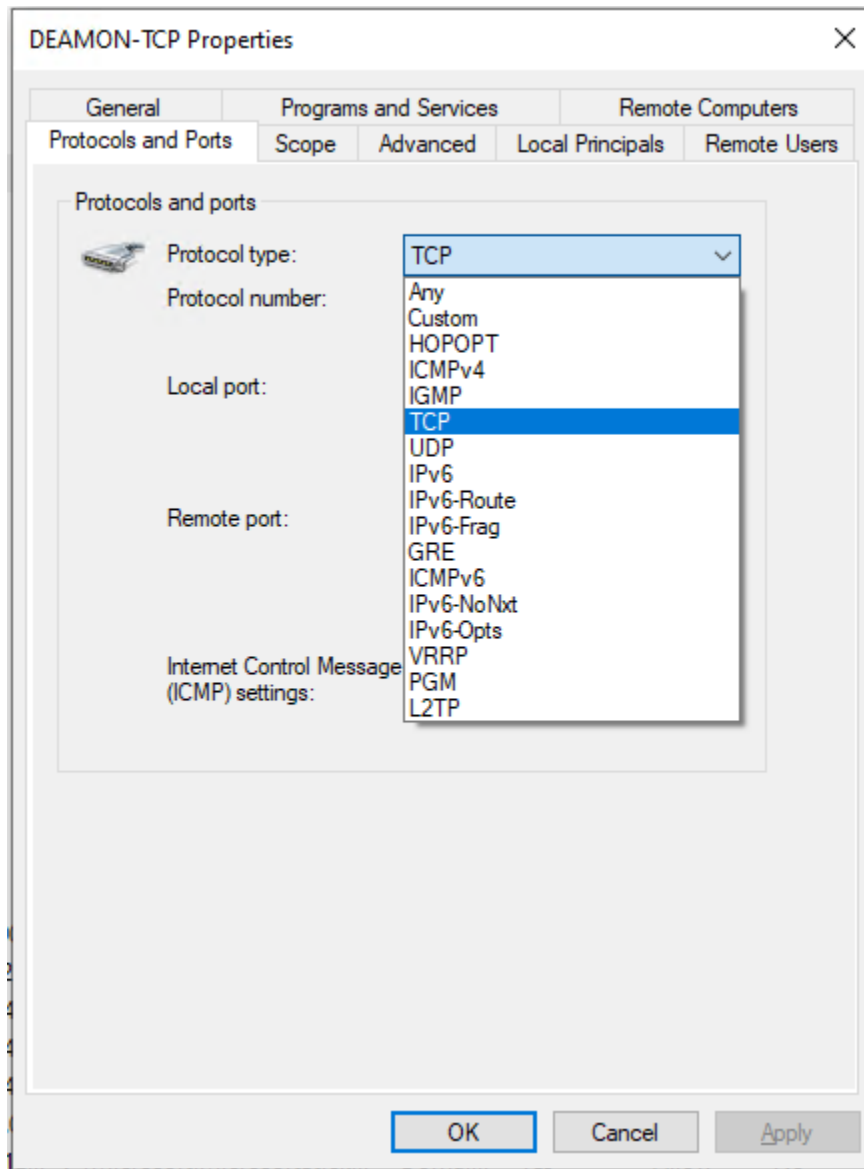 DEAMON-TCP Properties
General Programs and Services Remote Computers
Protocols and Ports Scope Advanced Local Principals Remote Users
Protocols and ports
Protocol type: TCP
Protocol number:
Local port:
Remote port:
Internet Control Message
(ICMP) settings:
Any
Custom
HOPOPT
ICMPv4
IGMP
TCP
UDP
IPv6
IPv6-Route
IPv6-Frag
GRE
ICMPv6
IPv6-NoNxt
IPv6-Opts
VRRP
PGM
L2TP
OK Cancel Apply